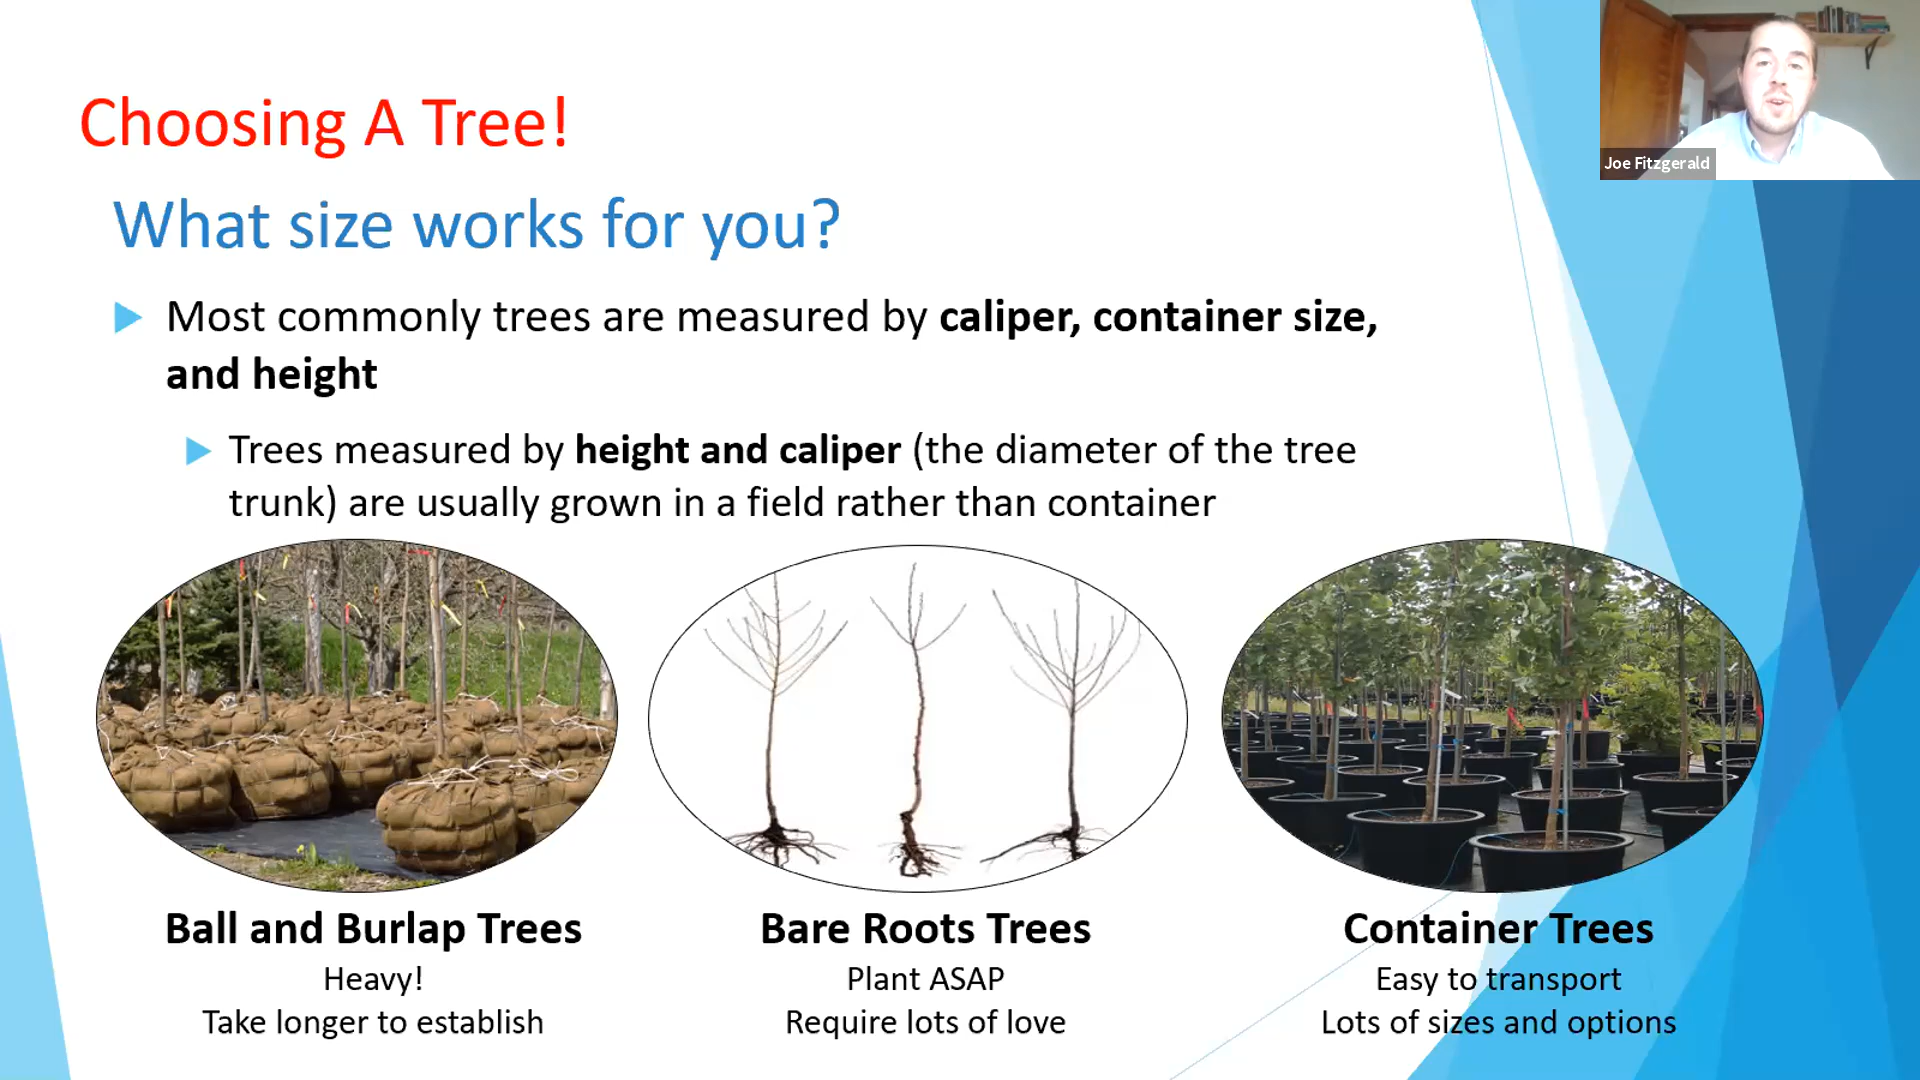 Choosing A Tree!
What size works for you?
Most commonly trees are measured by caliper, container size,
and height
Trees measured by height and caliper (the diameter of the tree
trunk) are usually grown in a field rather than container
Ball and Burlap Trees
Heavy!
Take longer to establish
Bare Roots Trees
Plant ASAP
Require lots of love
Container Trees
Easy to transport
Lots of sizes and options
Joe Fitzgerald